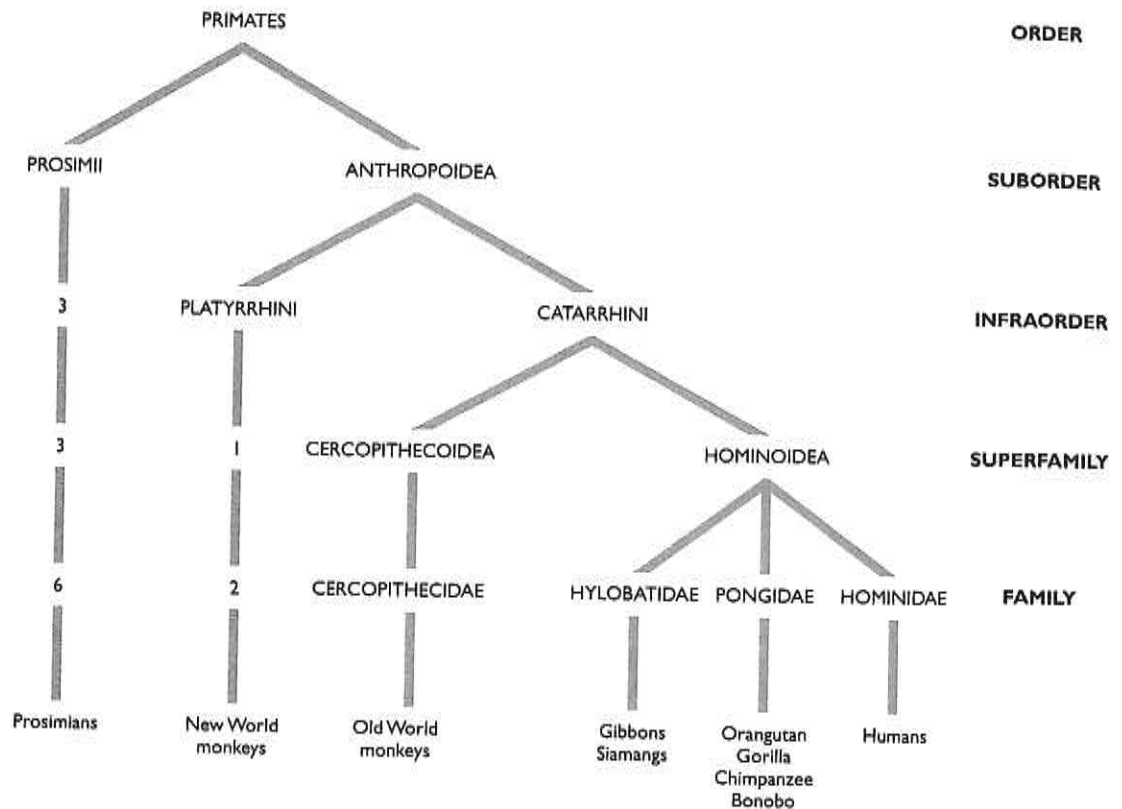 PRIMATES
ORDER
PROSIMII
ANTHROPOIDEA
SUBORDER
3
PLATYRRHINI
CATARRHINI
INFRAORDER
3
1
CERCOPITHECOIDEA
HOMINOIDEA
SUPERFAMILY
6
2
CERCOPITHECIDAE
HYLOBATIDAE
PONGIDAE
HOMINIDAE
FAMILY
Prosimians
New World
monkeys
Old World
monkeys
Gibbons
Siamangs
Orangutan
Gorilla
Chimpanzee
Bonobo
Humans